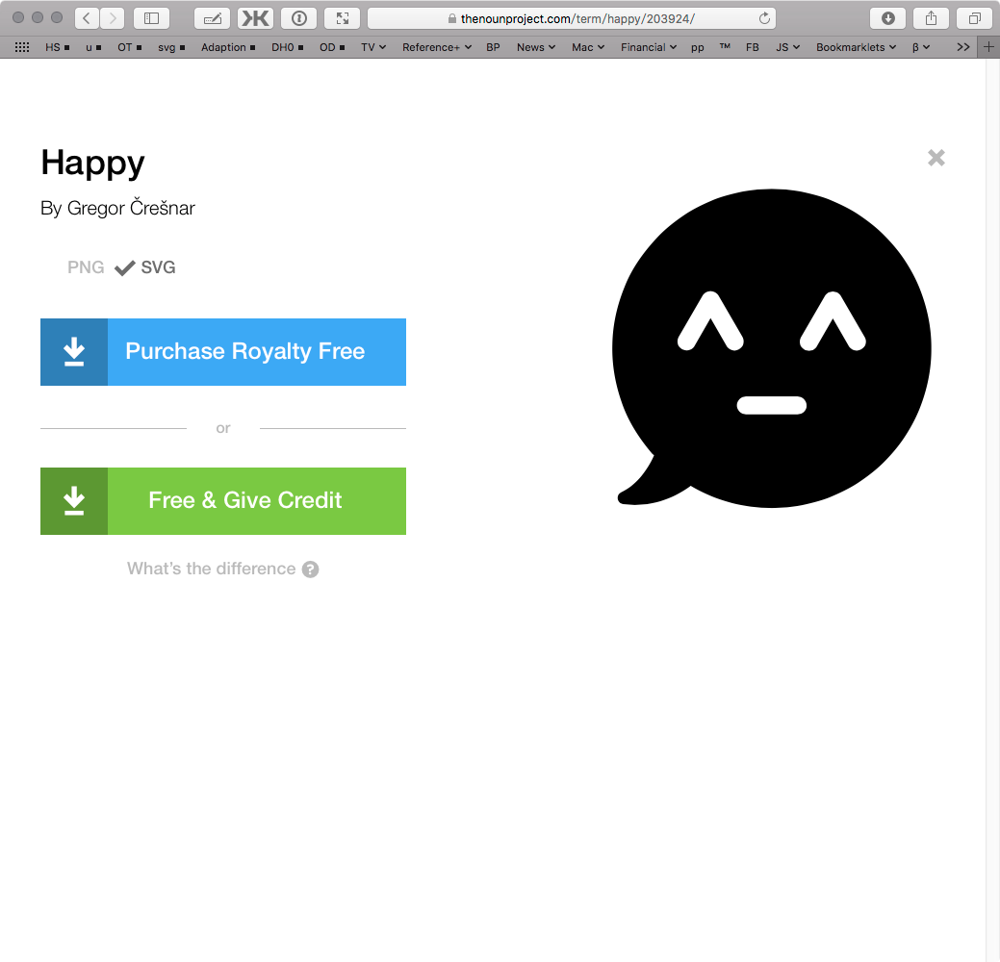 thenounproject.com/term/happy/203924/
HS u OT svg Adaption DH0 OD TV Reference+ BP News Mac Financial pp ™ FB JS Bookmarklets β >> +
Happy
By Gregor Črešnar
PNG SVG
Purchase Royalty Free
or
Free & Give Credit
What's the difference ?